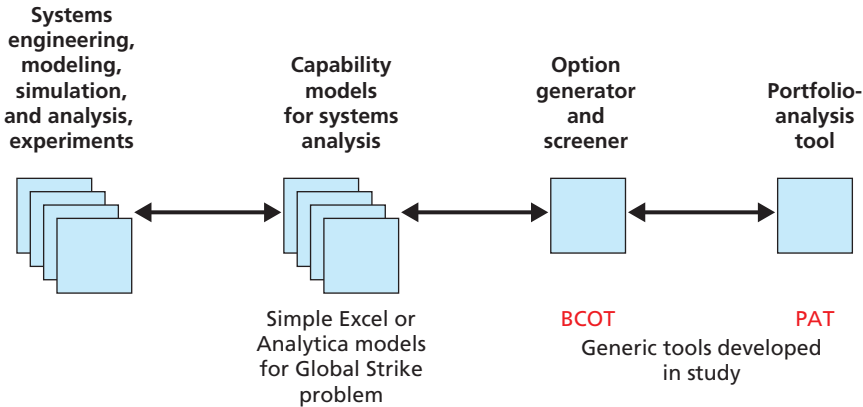 Systems
engineering,
modeling,
simulation,
and analysis,
experiments
Capability
models
for systems
analysis
Option
generator
and
screener
Portfolio-
analysis
tool
Simple Excel or
Analytica models
for Global Strike
problem
BCOT
PAT
Generic tools developed
in study